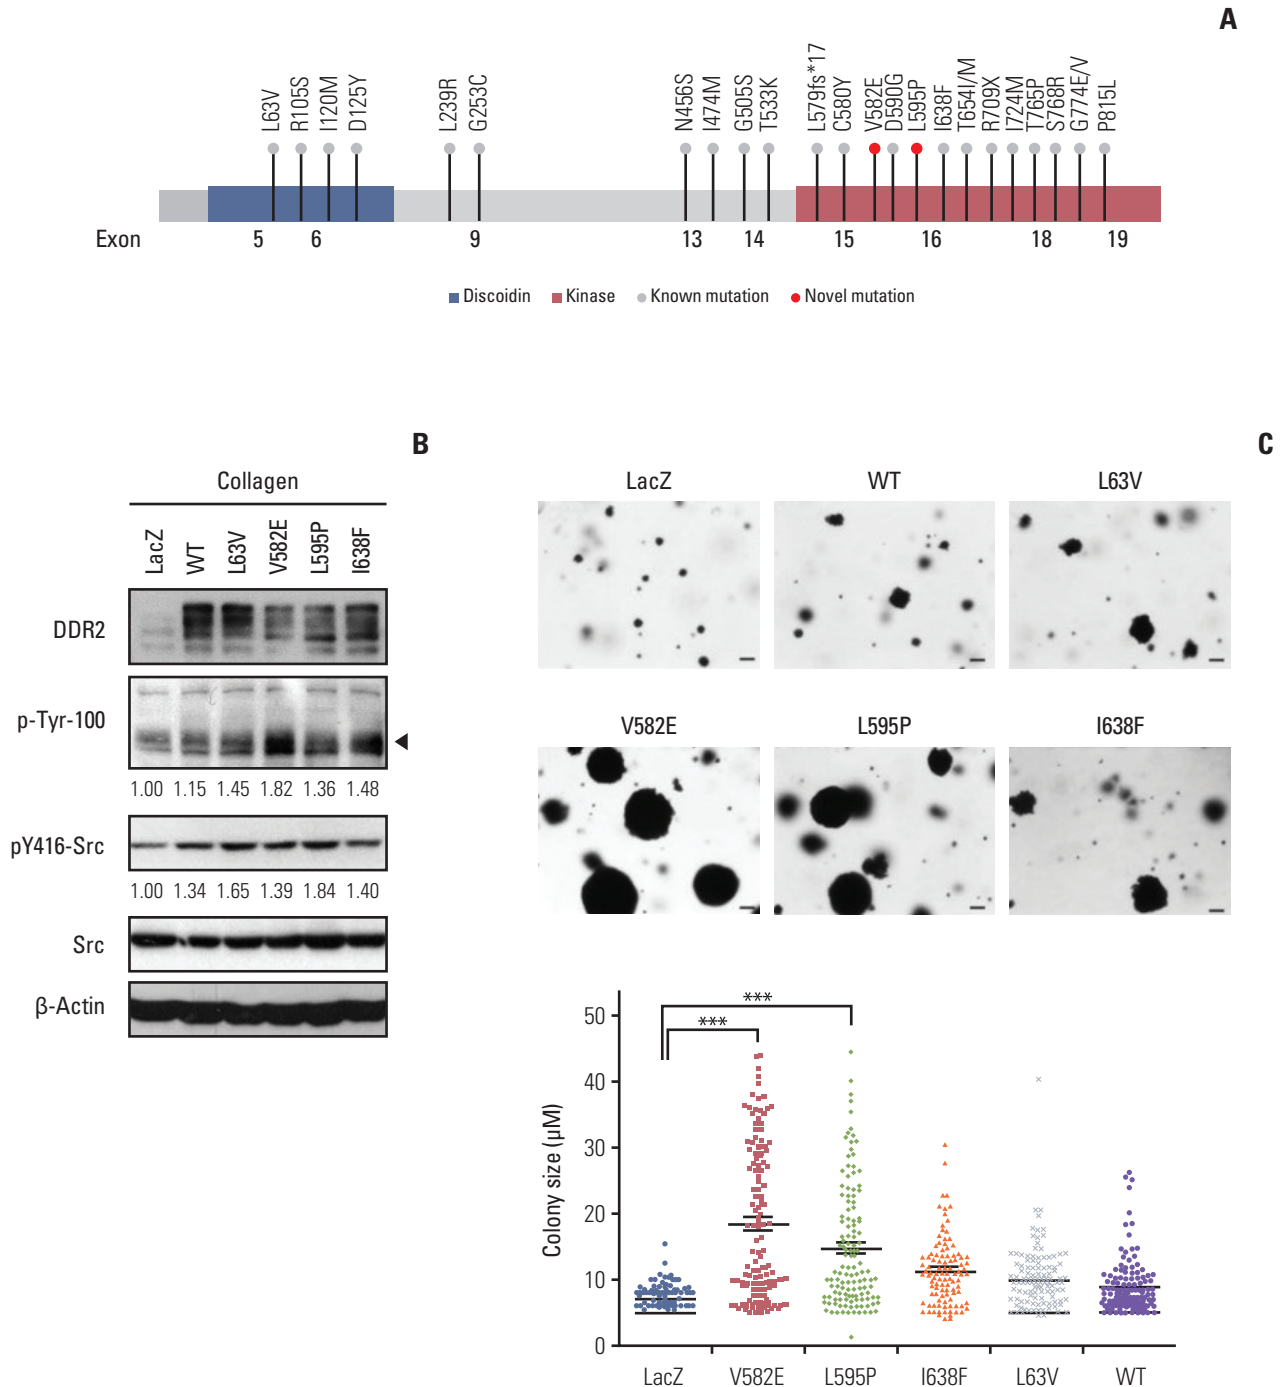 A
L63V R105S I120M D125Y L239R G253C N456S I474M G505S T533K L579fs*17 C580Y V582E D590G L595P I638F T654I/M R709X I724M T765P S768R G774E/V P815L
Exon 5 6 9 13 14 15 16 18 19
Discoidin Kinase Known mutation Novel mutation
B
Collagen
LacZ WT L63V V582E L595P I638F
DDR2
p-Tyr-100
1.00 1.15 1.45 1.82 1.36 1.48
pY416-Src
1.00 1.34 1.65 1.39 1.84 1.40
Src
β-Actin
C
LacZ WT L63V
V582E L595P I638F
Colony size (μM)
50
40
30
20
10
0
***
***
LacZ V582E L595P I638F L63V WT